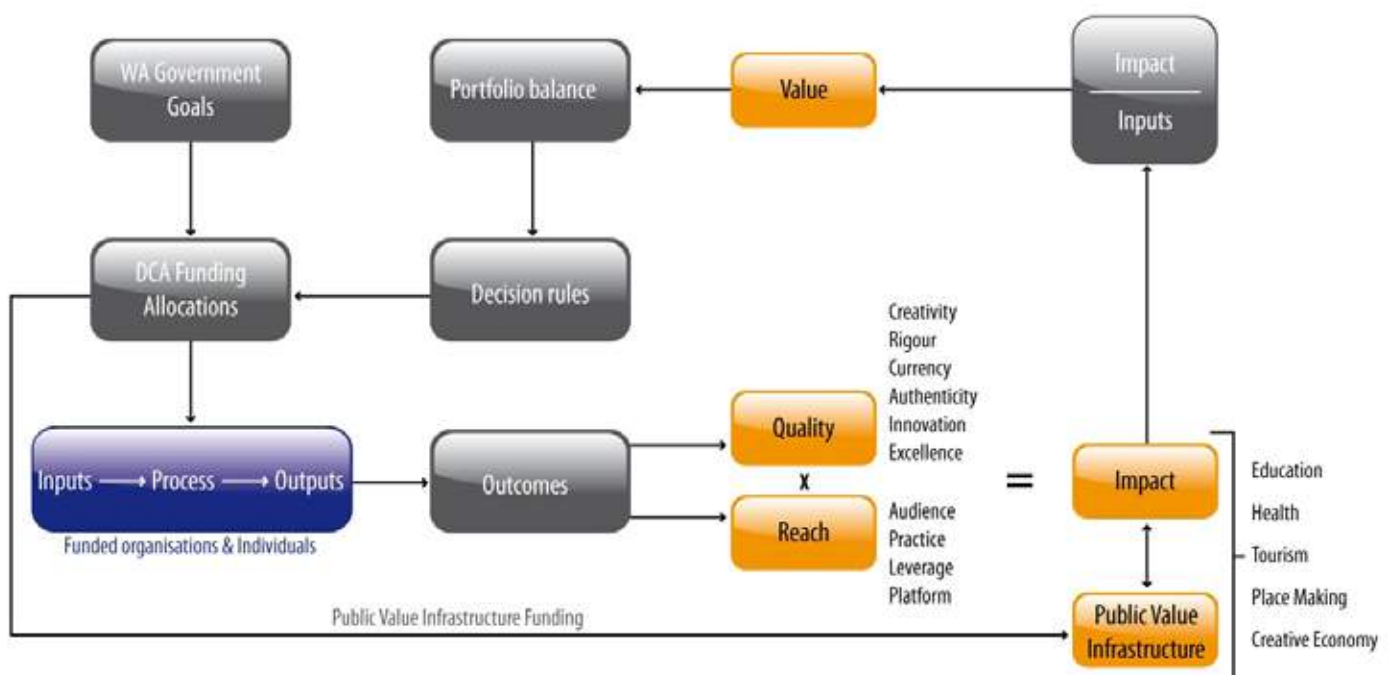 WA Government
Goals
Portfolio balance
Value
Impact
Inputs
DCA Funding
Allocations
Decision rules
Inputs
Process
Outputs
Funded organisations & Individuals
Outcomes
Quality
x
Reach
Creativity
Rigour
Currency
Authenticity
Innovation
Excellence
Audience
Practice
Leverage
Platform
=
Impact
Public Value
Infrastructure
Education
Health
Tourism
Place Making
Creative Economy
Public Value Infrastructure Funding